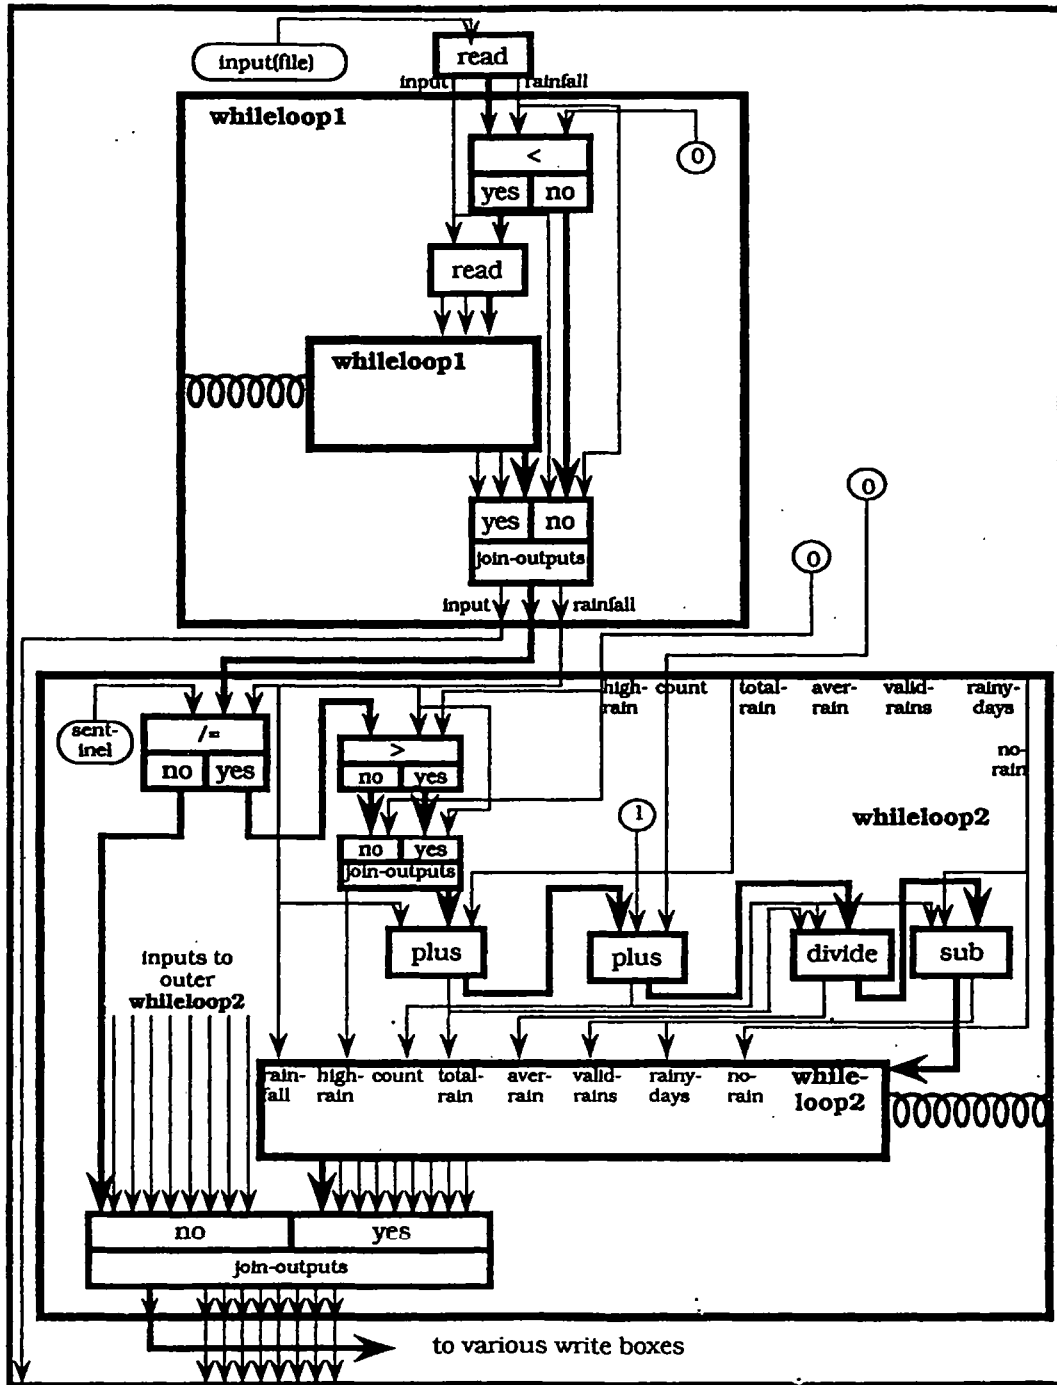 input(file)
read
input
rainfall
whileloop1
<
0
yes
no
read
whileloop1
0
yes
no
join-outputs
0
input
rainfall
high-
rain
count
total-
rain
aver-
rain
valid-
rains
rainy-
days
sent-
inel
/=
no
yes
>
no
yes
no-
rain
1
whileloop2
no
yes
join-outputs
plus
plus
divide
sub
inputs to
outer
whileloop2
rain-
fall
high-
rain
count
total-
rain
aver-
rain
valid-
rains
rainy-
days
no-
rain
while-
loop2
no
yes
join-outputs
to various write boxes